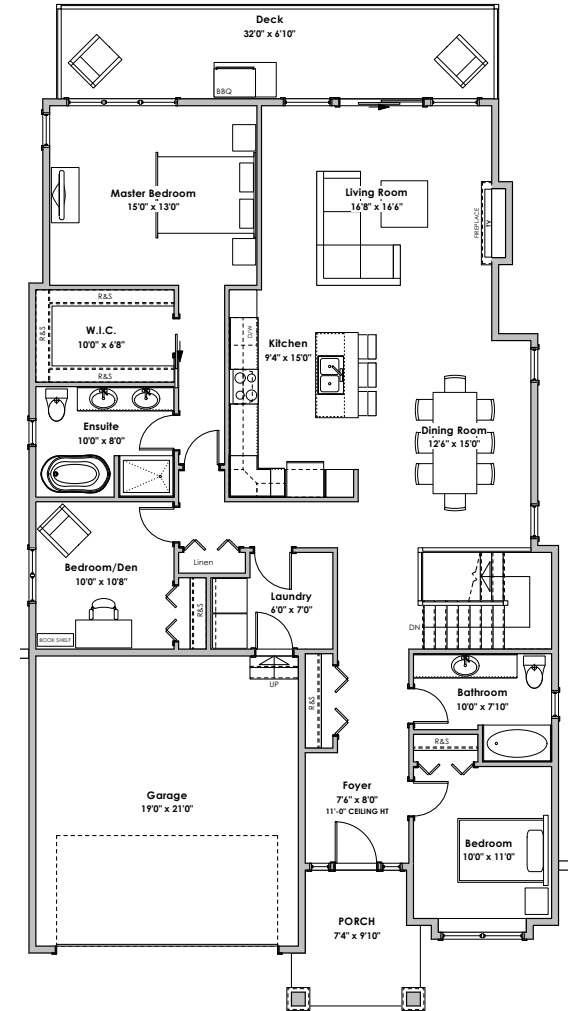 Deck
32'0" x 6'10"
BBQ
Master Bedroom
15'0" x 13'0"
Living Room
16'8" x 16'6"
FIREPLACE
TV
R&S
R&S
W.I.C.
10'0" x 6'8"
R&S
D/W
Kitchen
9'4" x 15'0"
Ensuite
10'0" x 8'0"
Dining Room
12'6" x 15'0"
Linen
Bedroom/Den
10'0" x 10'8"
Laundry
6'0" x 7'0"
R&S
BOOK SHELF
DN
UP
R&S
Bathroom
10'0" x 7'10"
R&S
Garage
19'0" x 21'0"
Foyer
7'6" x 8'0"
11'-0" CEILING HT
Bedroom
10'0" x 11'0"
PORCH
7'4" x 9'10"